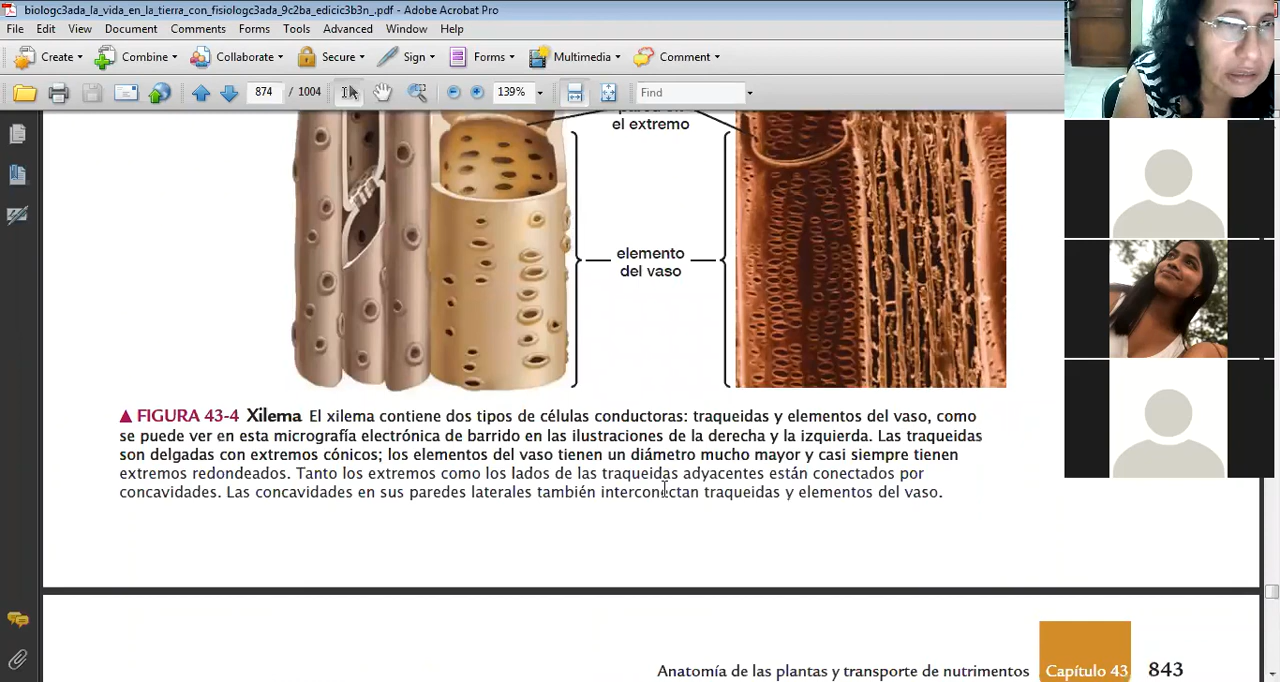 biologc3ada_la_vida_en_la_tierra_con_fisiologc3ada_9c2ba_edicic3b3n_.pdf - Adobe Acrobat Pro
File Edit View Document Comments Forms Tools Advanced Window Help
Create Combine Collaborate Secure Sign Forms Multimedia Comment
874 / 1004 139% Find
el extremo
elemento
del vaso
▲ FIGURA 43-4 Xilema El xilema contiene dos tipos de células conductoras: traqueidas y elementos del vaso, como
se puede ver en esta micrografía electrónica de barrido en las ilustraciones de la derecha y la izquierda. Las traqueidas
son delgadas con extremos cónicos; los elementos del vaso tienen un diámetro mucho mayor y casi siempre tienen
extremos redondeados. Tanto los extremos como los lados de las traqueidas adyacentes están conectados por
concavidades. Las concavidades en sus paredes laterales también interconectan traqueidas y elementos del vaso.
Anatomía de las plantas y transporte de nutrimentos Capítulo 43 843